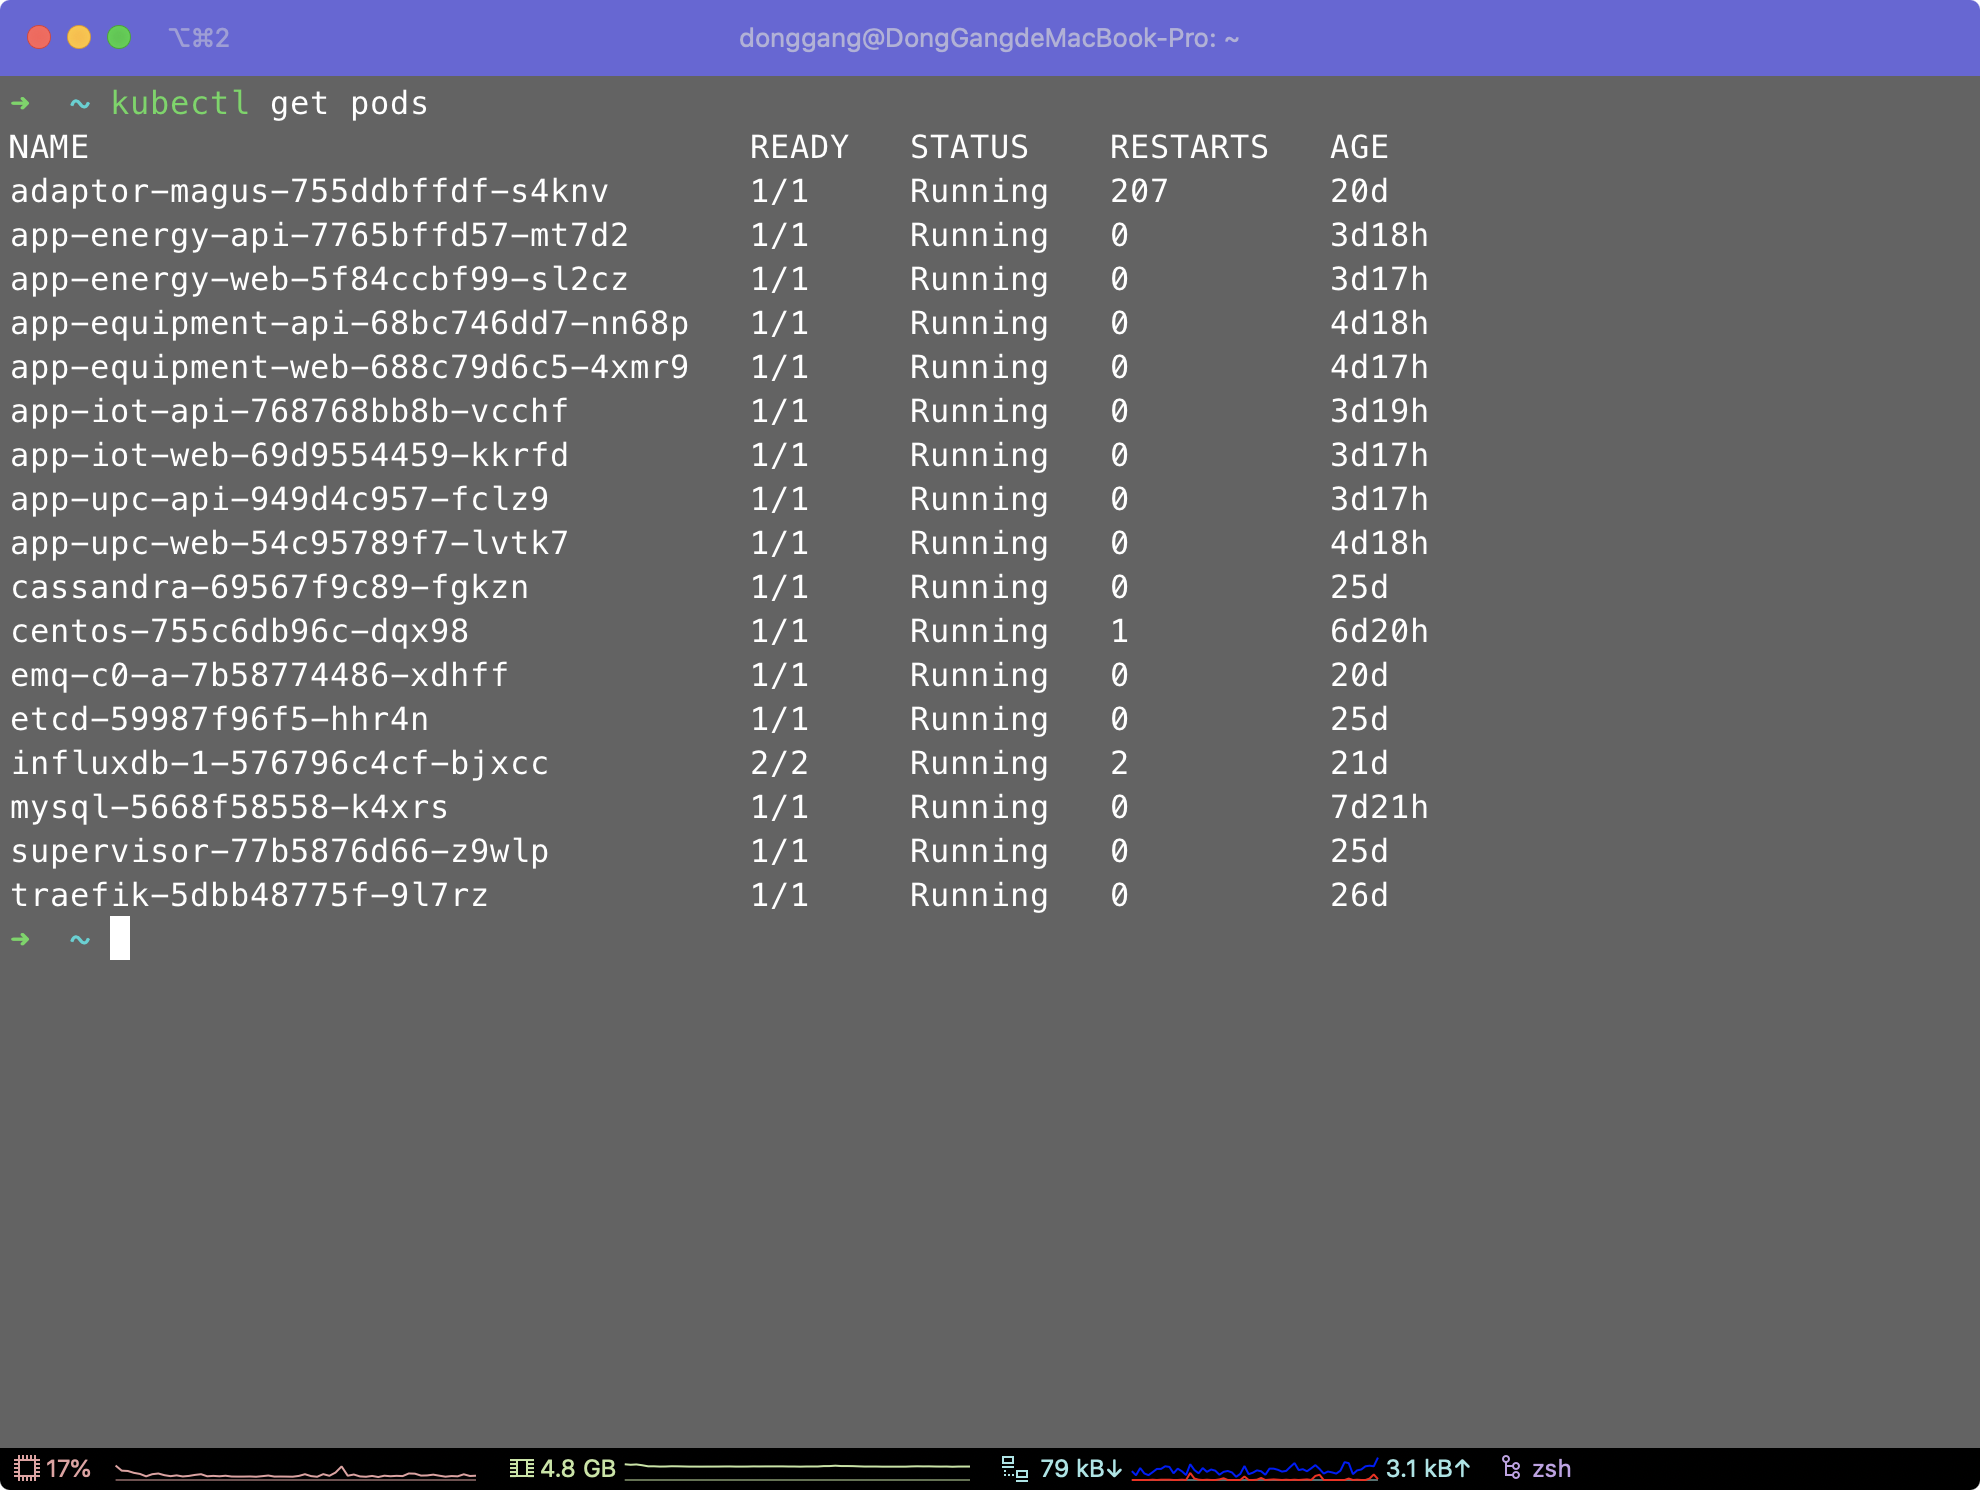 ⌥⌘2 donggang@DongGangdeMacBook-Pro: ~
➜ ~ kubectl get pods
NAME READY STATUS RESTARTS AGE
adaptor-magus-755ddbffdf-s4knv 1/1 Running 207 20d
app-energy-api-7765bffd57-mt7d2 1/1 Running 0 3d18h
app-energy-web-5f84ccbf99-sl2cz 1/1 Running 0 3d17h
app-equipment-api-68bc746dd7-nn68p 1/1 Running 0 4d18h
app-equipment-web-688c79d6c5-4xmr9 1/1 Running 0 4d17h
app-iot-api-768768bb8b-vcchf 1/1 Running 0 3d19h
app-iot-web-69d9554459-kkrfd 1/1 Running 0 3d17h
app-upc-api-949d4c957-fclz9 1/1 Running 0 3d17h
app-upc-web-54c95789f7-lvtk7 1/1 Running 0 4d18h
cassandra-69567f9c89-fgkzn 1/1 Running 0 25d
centos-755c6db96c-dqx98 1/1 Running 1 6d20h
emq-c0-a-7b58774486-xdhff 1/1 Running 0 20d
etcd-59987f96f5-hhr4n 1/1 Running 0 25d
influxdb-1-576796c4cf-bjxcc 2/2 Running 2 21d
mysql-5668f58558-k4xrs 1/1 Running 0 7d21h
supervisor-77b5876d66-z9wlp 1/1 Running 0 25d
traefik-5dbb48775f-9l7rz 1/1 Running 0 26d
➜ ~
17% 4.8 GB 79 kB↓ 3.1 kB↑ zsh